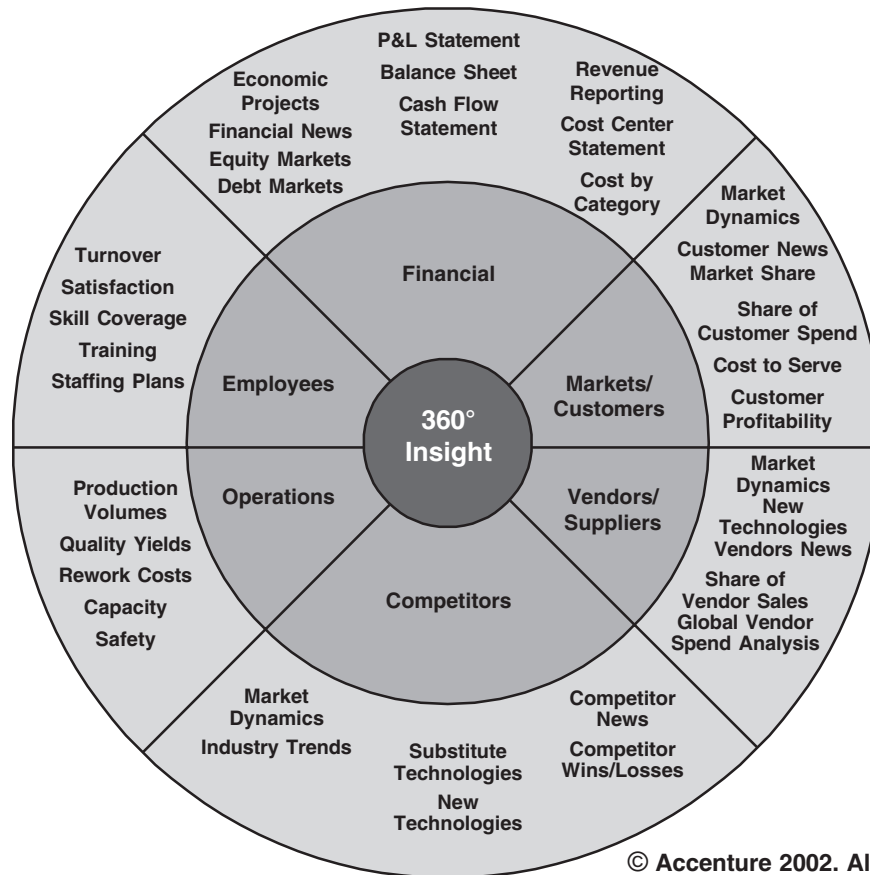 P&L Statement
Balance Sheet
Cash Flow
Statement
Economic
Projects
Financial News
Equity Markets
Debt Markets
Revenue
Reporting
Cost Center
Statement
Cost by
Category
Market
Dynamics
Customer News
Market Share
Share of
Customer Spend
Cost to Serve
Customer
Profitability
Turnover
Satisfaction
Skill Coverage
Training
Staffing Plans
Financial
Employees
Markets/
Customers
360°
Insight
Operations
Vendors/
Suppliers
Competitors
Production
Volumes
Quality Yields
Rework Costs
Capacity
Safety
Market
Dynamics
New
Technologies
Vendors News
Share of
Vendor Sales
Global Vendor
Spend Analysis
Market
Dynamics
Industry Trends
Substitute
Technologies
New
Technologies
Competitor
News
Competitor
Wins/Losses
© Accenture 2002. Al